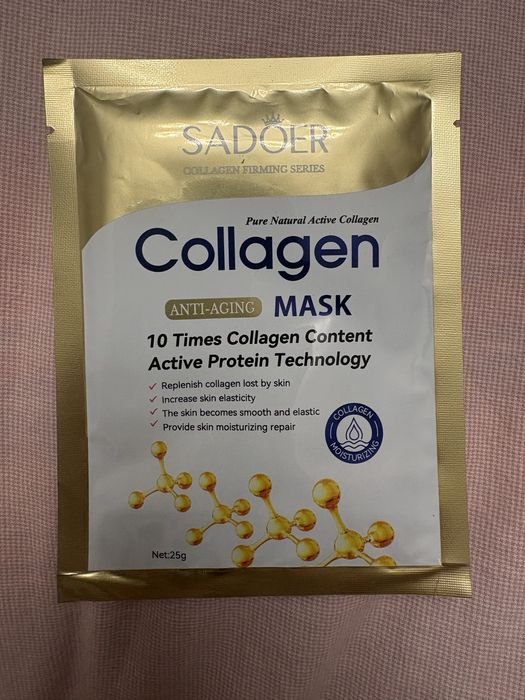 SADOER
COLLAGEN FIRMING SERIES
Pure Natural Active Collagen
Collagen
ANTI-AGING MASK
10 Times Collagen Content
Active Protein Technology
✓ Replenish collagen lost by skin
✓ Increase skin elasticity
✓ The skin becomes smooth and elastic
✓ Provide skin moisturizing repair
COLLAGEN
MOISTURIZING
Net:25g